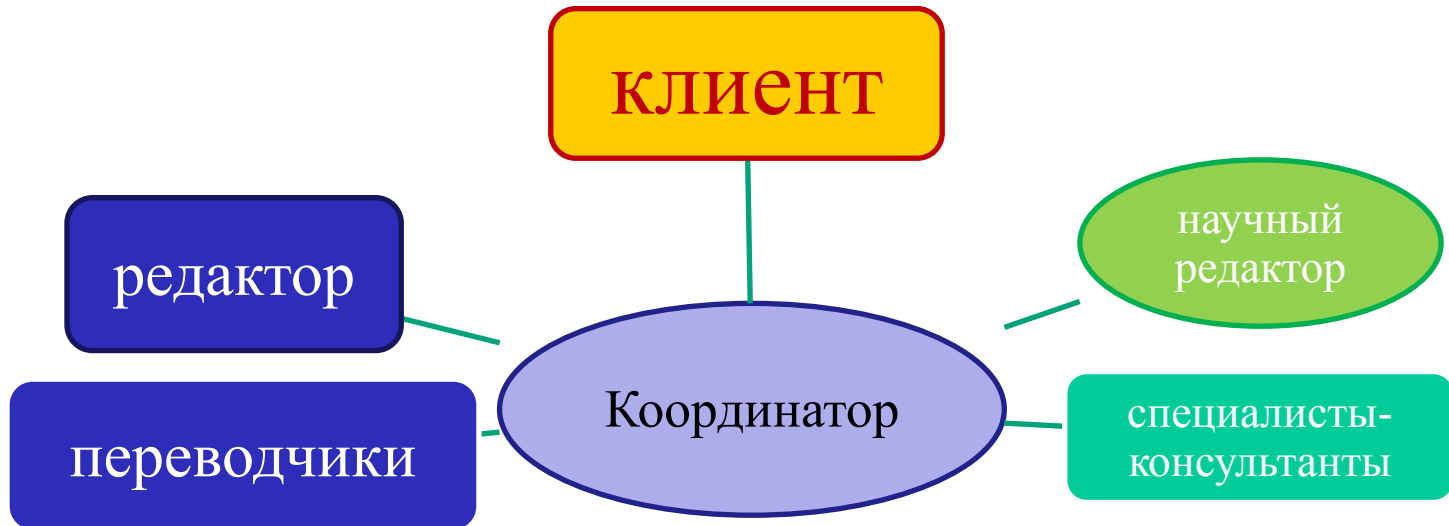 клиент
редактор
научный
редактор
Координатор
переводчики
специалисты-
консультанты